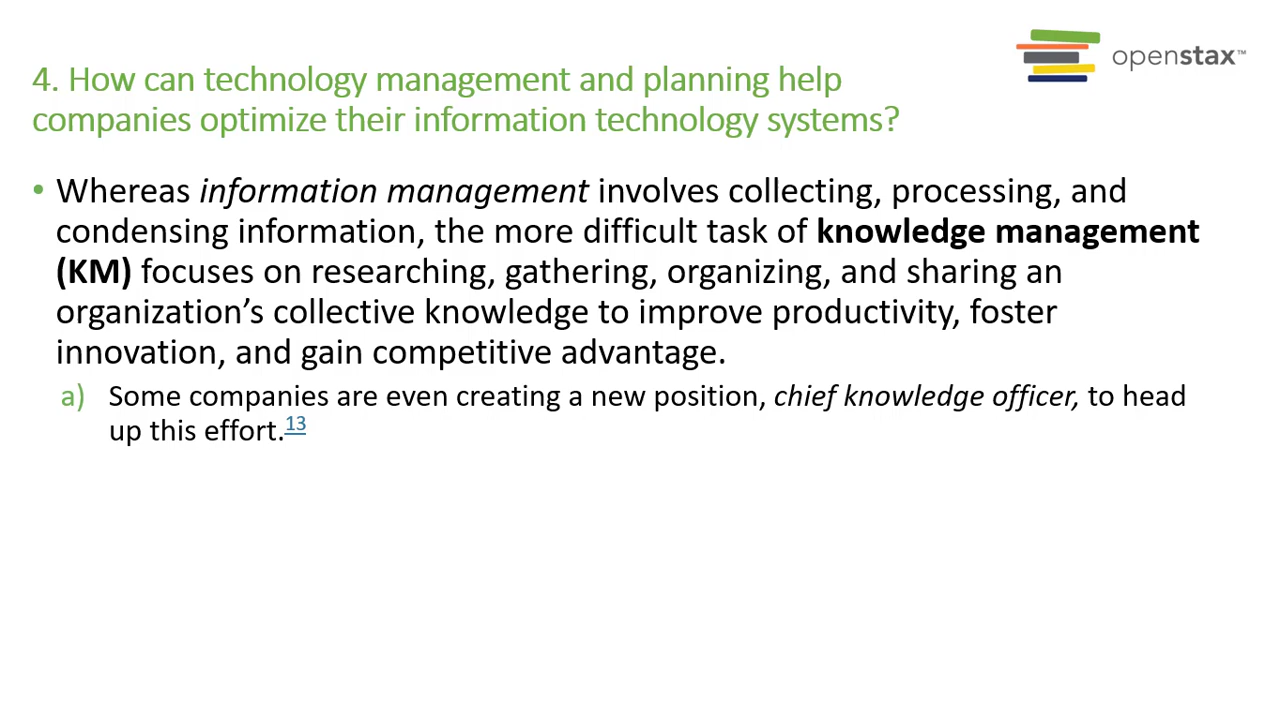 openstax™
4. How can technology management and planning help
companies optimize their information technology systems?
• Whereas information management involves collecting, processing, and
condensing information, the more difficult task of knowledge management
(KM) focuses on researching, gathering, organizing, and sharing an
organization’s collective knowledge to improve productivity, foster
innovation, and gain competitive advantage.
a) Some companies are even creating a new position, chief knowledge officer, to head
up this effort.13